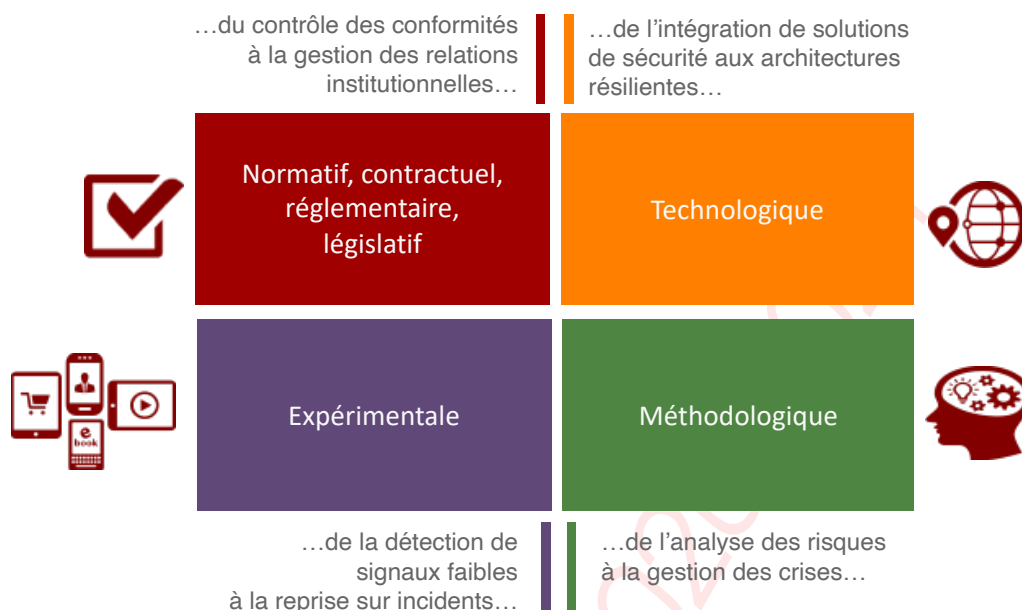 …du contrôle des conformités
à la gestion des relations
institutionnelles…
…de l’intégration de solutions
de sécurité aux architectures
résilientes…
Normatif, contractuel,
réglementaire,
législatif
Technologique
Expérimentale
Méthodologique
e
book
…de la détection de
signaux faibles
à la reprise sur incidents…
…de l’analyse des risques
à la gestion des crises…